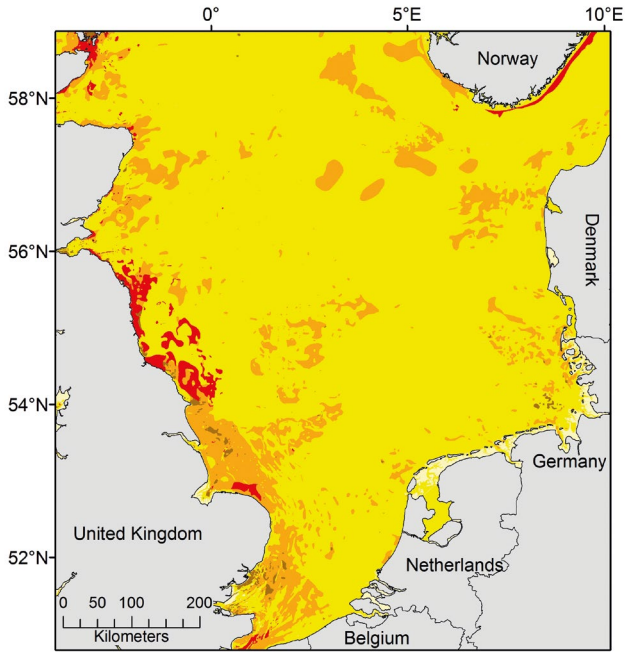 0° 5°E 10°E
Norway
58°N
56°N
Denmark
54°N
Germany
United Kingdom
52°N
Netherlands
0 50 100 200
Kilometers
Belgium